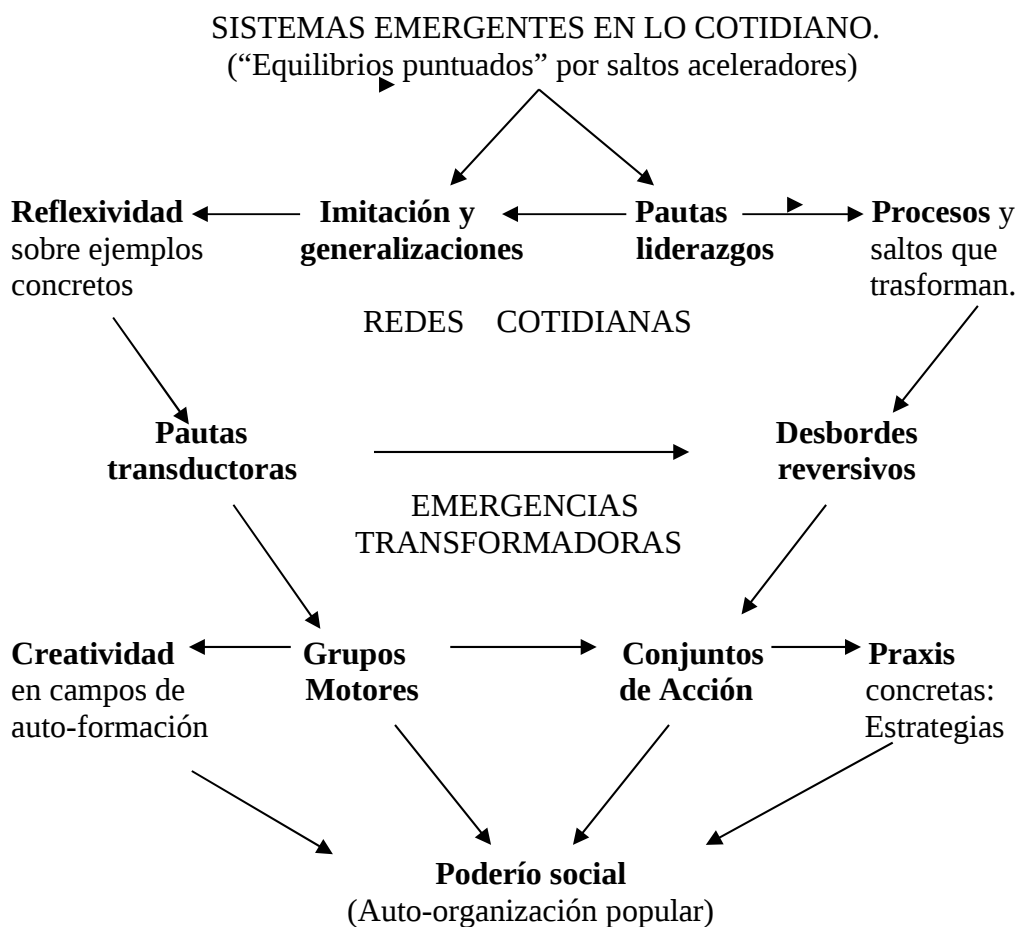 SISTEMAS EMERGENTES EN LO COTIDIANO.
(“Equilibrios puntuados” por saltos aceleradores)
Reflexividad Imitación y Pautas Procesos y
sobre ejemplos generalizaciones liderazgos saltos que
concretos trasforman.
REDES COTIDIANAS
Pautas Desbordes
transductoras reversivos
EMERGENCIAS
TRANSFORMADORAS
Creatividad Grupos Conjuntos Praxis
en campos de Motores de Acción concretas:
auto-formación Estrategias
Poderío social
(Auto-organización popular)